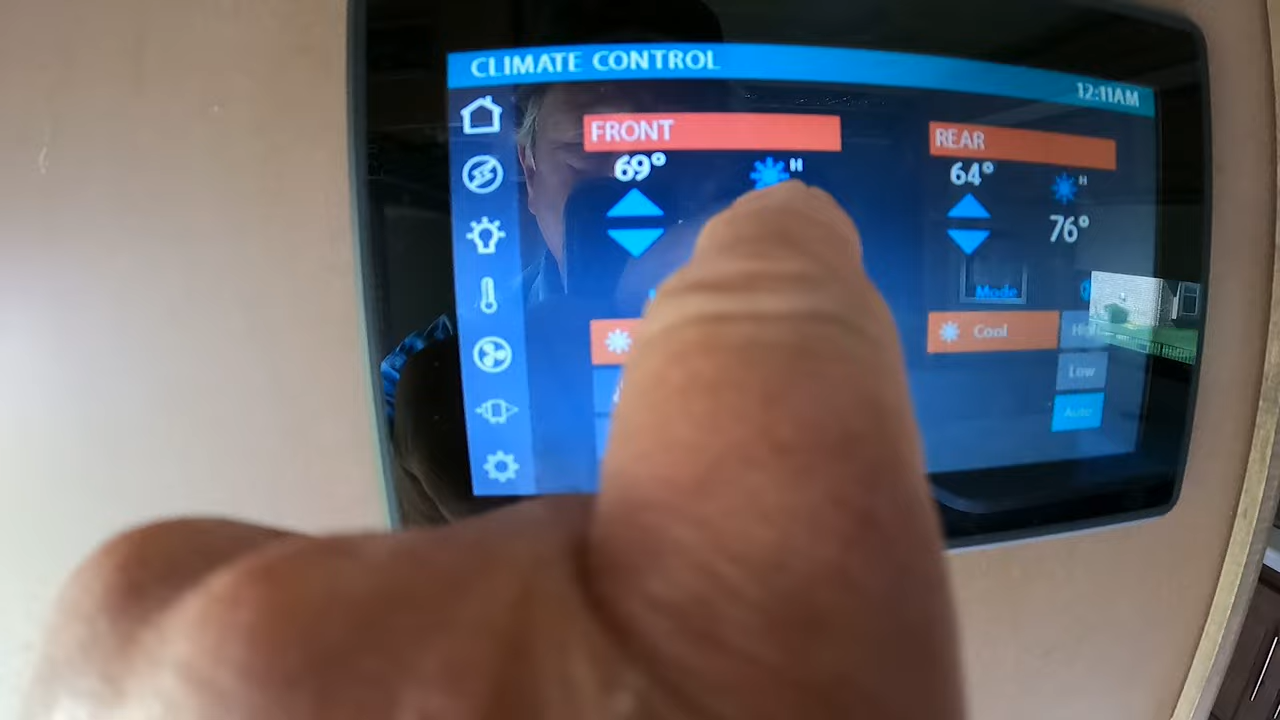 CLIMATE CONTROL
12:11AM
FRONT
REAR
69° H
64° H
76°
Mode
Cool
Low
Auto